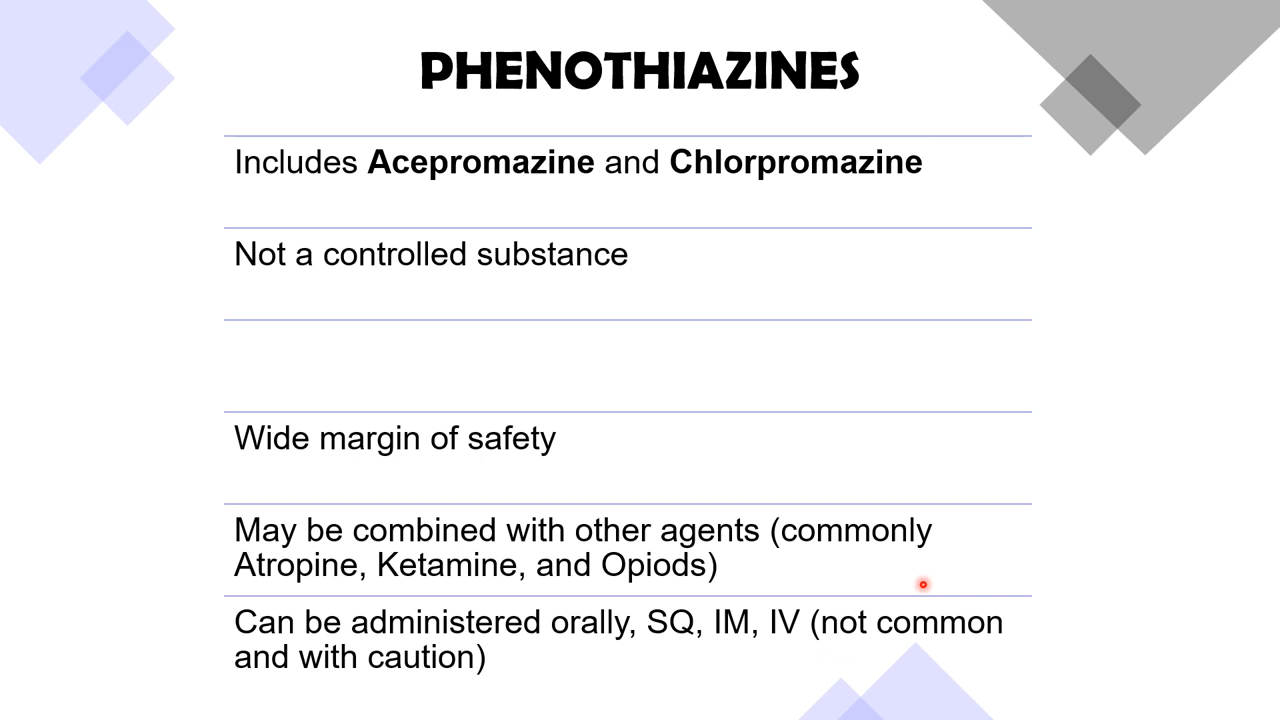 PHENOTHIAZINES
Includes Acepromazine and Chlorpromazine
Not a controlled substance
Wide margin of safety
May be combined with other agents (commonly
Atropine, Ketamine, and Opiods)
Can be administered orally, SQ, IM, IV (not common
and with caution)